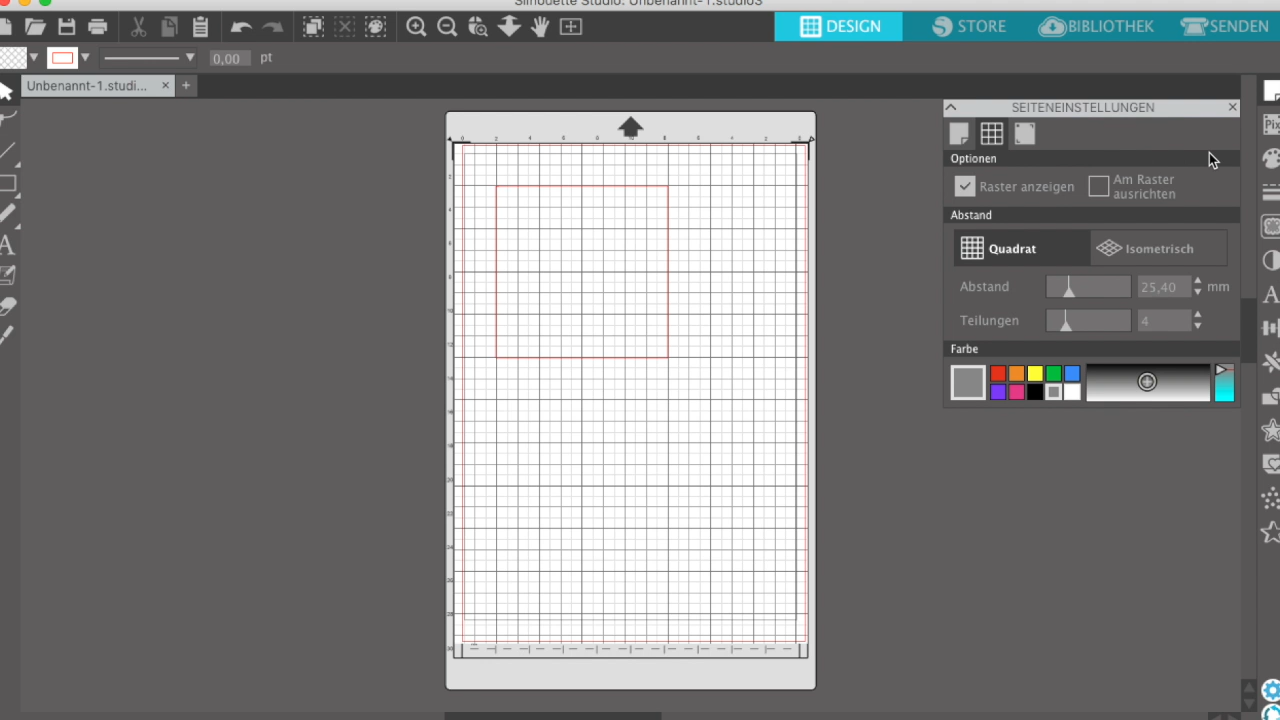 Silhouette Studio: Unbenannt-1.studio3
DESIGN
STORE
BIBLIOTHEK
SENDEN
0,00 pt
Unbenannt-1.studi... × +
SEITENEINSTELLUNGEN
Pix
Optionen
Raster anzeigen
Am Raster
ausrichten
Abstand
Quadrat
Isometrisch
Abstand 25,40 mm
Teilungen 4
Farbe